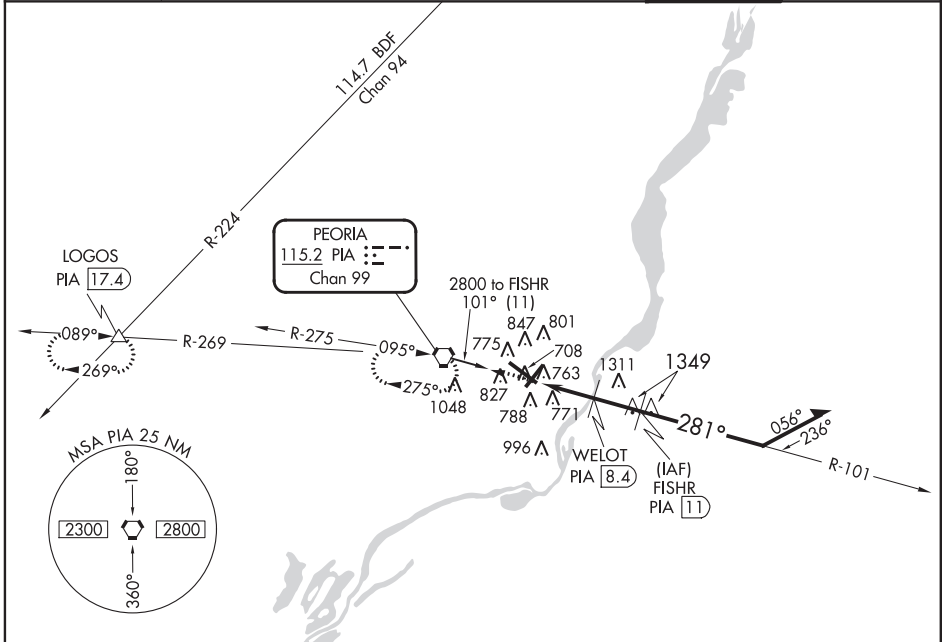 114.7 BDF
Chan 94
R-224
PEORIA
115.2 PIA
Chan 99
LOGOS
PIA 17.4
2800 to FISHR
101° (11)
847
801
775
R-275
089°
R-269
095°
708
763
1311
1349
269°
275°
1048
827
788
771
281°
056°
236°
996
WELOT
PIA 8.4
(IAF)
FISHR
PIA 11
R-101
MSA PIA 25 NM
180°
2300
2800
360°